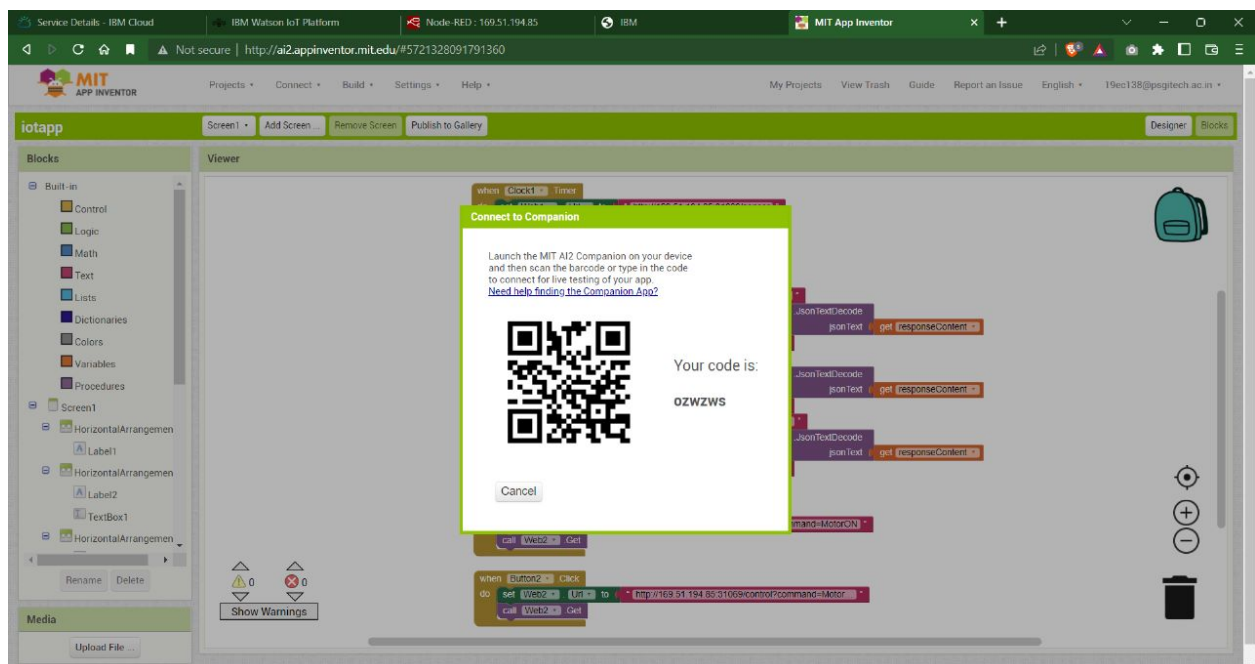 Service Details - IBM Cloud
IBM Watson IoT Platform
Node-RED : 169.51.194.85
IBM
MIT App Inventor
Not secure | http://ai2.appinventor.mit.edu/#5721328091791360
MIT
APP INVENTOR
Projects
Connect
Build
Settings
Help
My Projects
View Trash
Guide
Report an Issue
English
19ec138@psgitech.ac.in
iotapp
Screen1
Add Screen ...
Remove Screen
Publish to Gallery
Designer
Blocks
Blocks
Viewer
Built-in
Control
Logic
Math
Text
Lists
Dictionaries
Colors
Variables
Procedures
Screen1
HorizontalArrangemen
Label1
HorizontalArrangemen
Label2
TextBox1
HorizontalArrangemen
Rename
Delete
Media
Upload File ...
when Clock1 Timer
Connect to Companion
Launch the MIT AI2 Companion on your device
and then scan the barcode or type in the code
to connect for live testing of your app.
Need help finding the Companion App?
Your code is:
ozwzws
Cancel
.JsonTextDecode
jsonText get responseContent
.JsonTextDecode
jsonText get responseContent
.JsonTextDecode
jsonText get responseContent
mmand=MotorON
call Web2 .Get
when Button2 .Click
do set Web2 . Url to " http://169.51.194.85:31069/control?command=Motor "
call Web2 .Get
0
0
Show Warnings